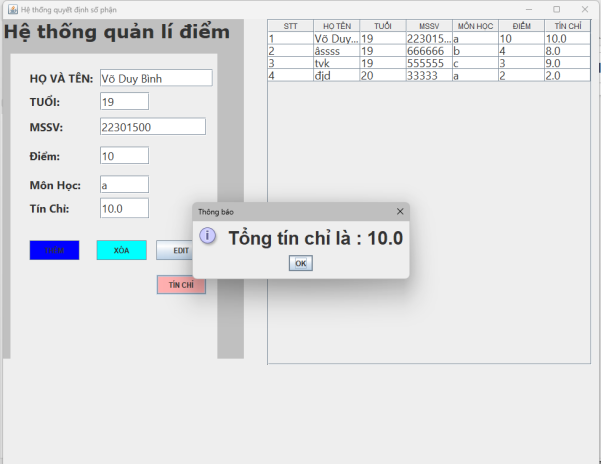 Hệ thống quyết định số phận
Hệ thống quản lí điểm
HỌ VÀ TÊN: Võ Duy Bình
TUỔI: 19
MSSV: 22301500
Điểm: 10
Môn Học: a
Tín Chỉ: 10.0
THÊM XÓA EDIT
TÍN CHỈ
STT HỌ TÊN TUỔI MSSV MÔN HỌC ĐIỂM TÍN CHỈ
1 Võ Duy... 19 223015... a 10 10.0
2 âssss 19 666666 b 4 8.0
3 tvk 19 555555 c 3 9.0
4 đjd 20 33333 a 2 2.0
Thông báo
Tổng tín chỉ là : 10.0
OK